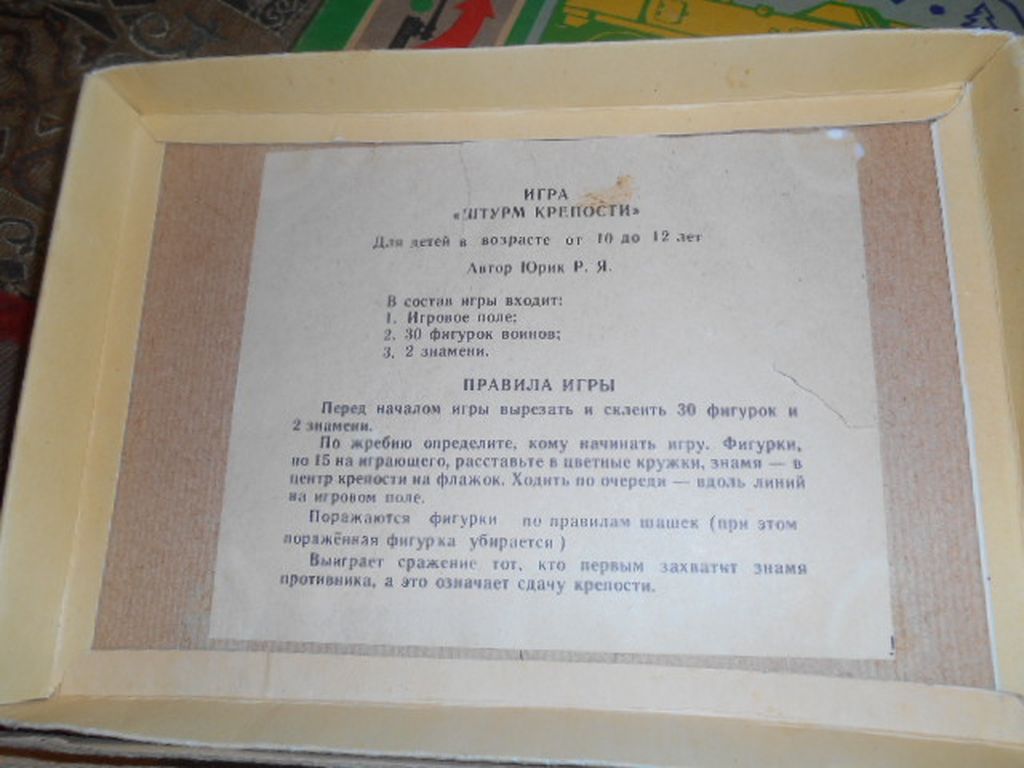 ИГРА
«ШТУРМ КРЕПОСТИ»
Для детей в возрасте от 10 до 12 лет
Автор Юрик Р. Я.
В состав игры входит:
1. Игровое поле;
2. 30 фигурок воинов;
3. 2 знамени.
ПРАВИЛА ИГРЫ
Перед началом игры вырезать и склеить 30 фигурок и
2 знамени.
По жребию определите, кому начинать игру. Фигурки,
по 15 на играющего, расставьте в цветные кружки, знамя — в
центр крепости на флажок. Ходить по очереди — вдоль линий
на игровом поле.
Поражаются фигурки по правилам шашек (при этом
поражённая фигурка убирается)
Выиграет сражение тот, кто первым захватит знамя
противника, а это означает сдачу крепости.